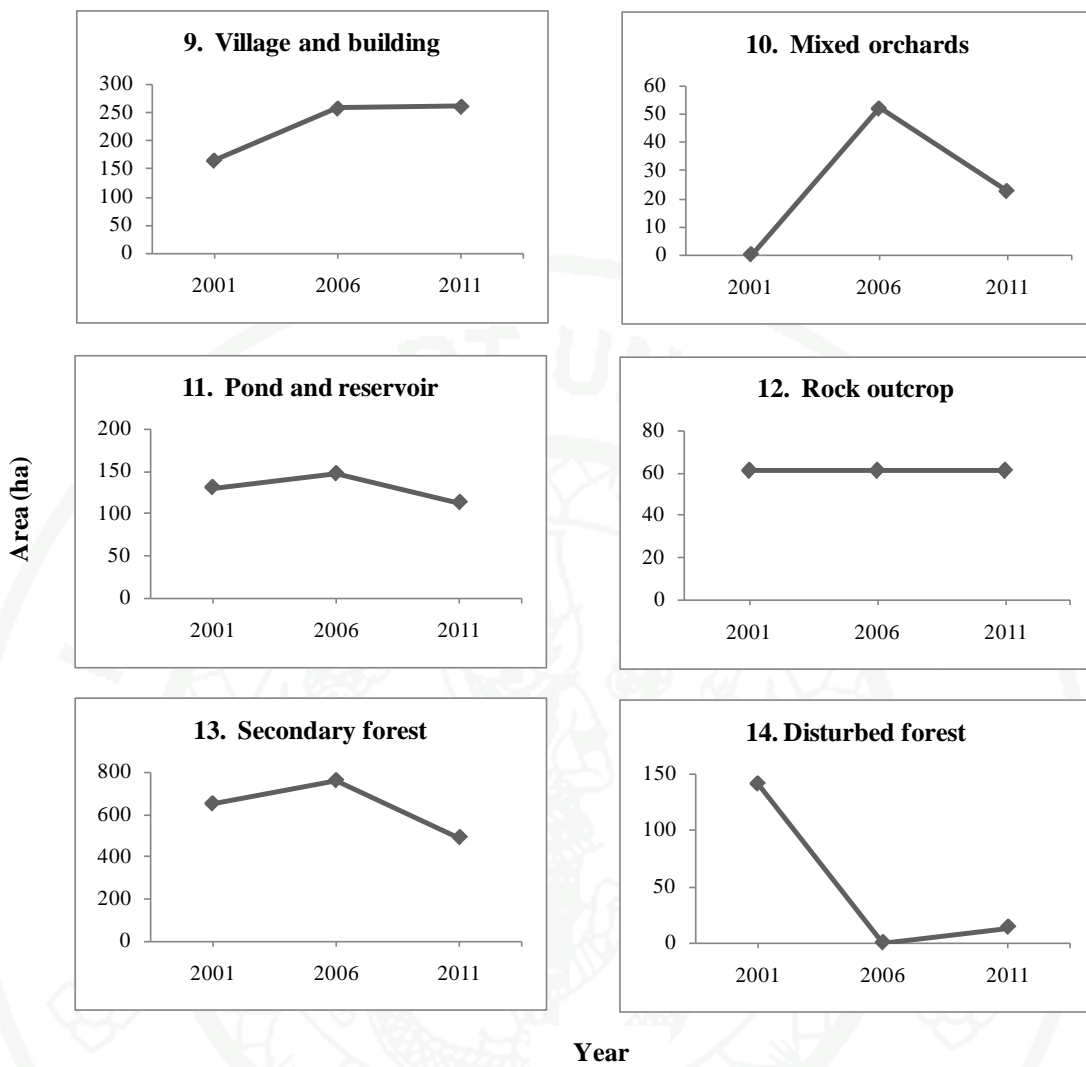 9. Village and building
300
250
200
150
100
50
0
2001 2006 2011
10. Mixed orchards
60
50
40
30
20
10
0
2001 2006 2011
11. Pond and reservoir
200
150
100
50
0
2001 2006 2011
12. Rock outcrop
80
60
40
20
0
2001 2006 2011
13. Secondary forest
800
600
400
200
0
2001 2006 2011
14. Disturbed forest
150
100
50
0
2001 2006 2011
Area (ha)
Year